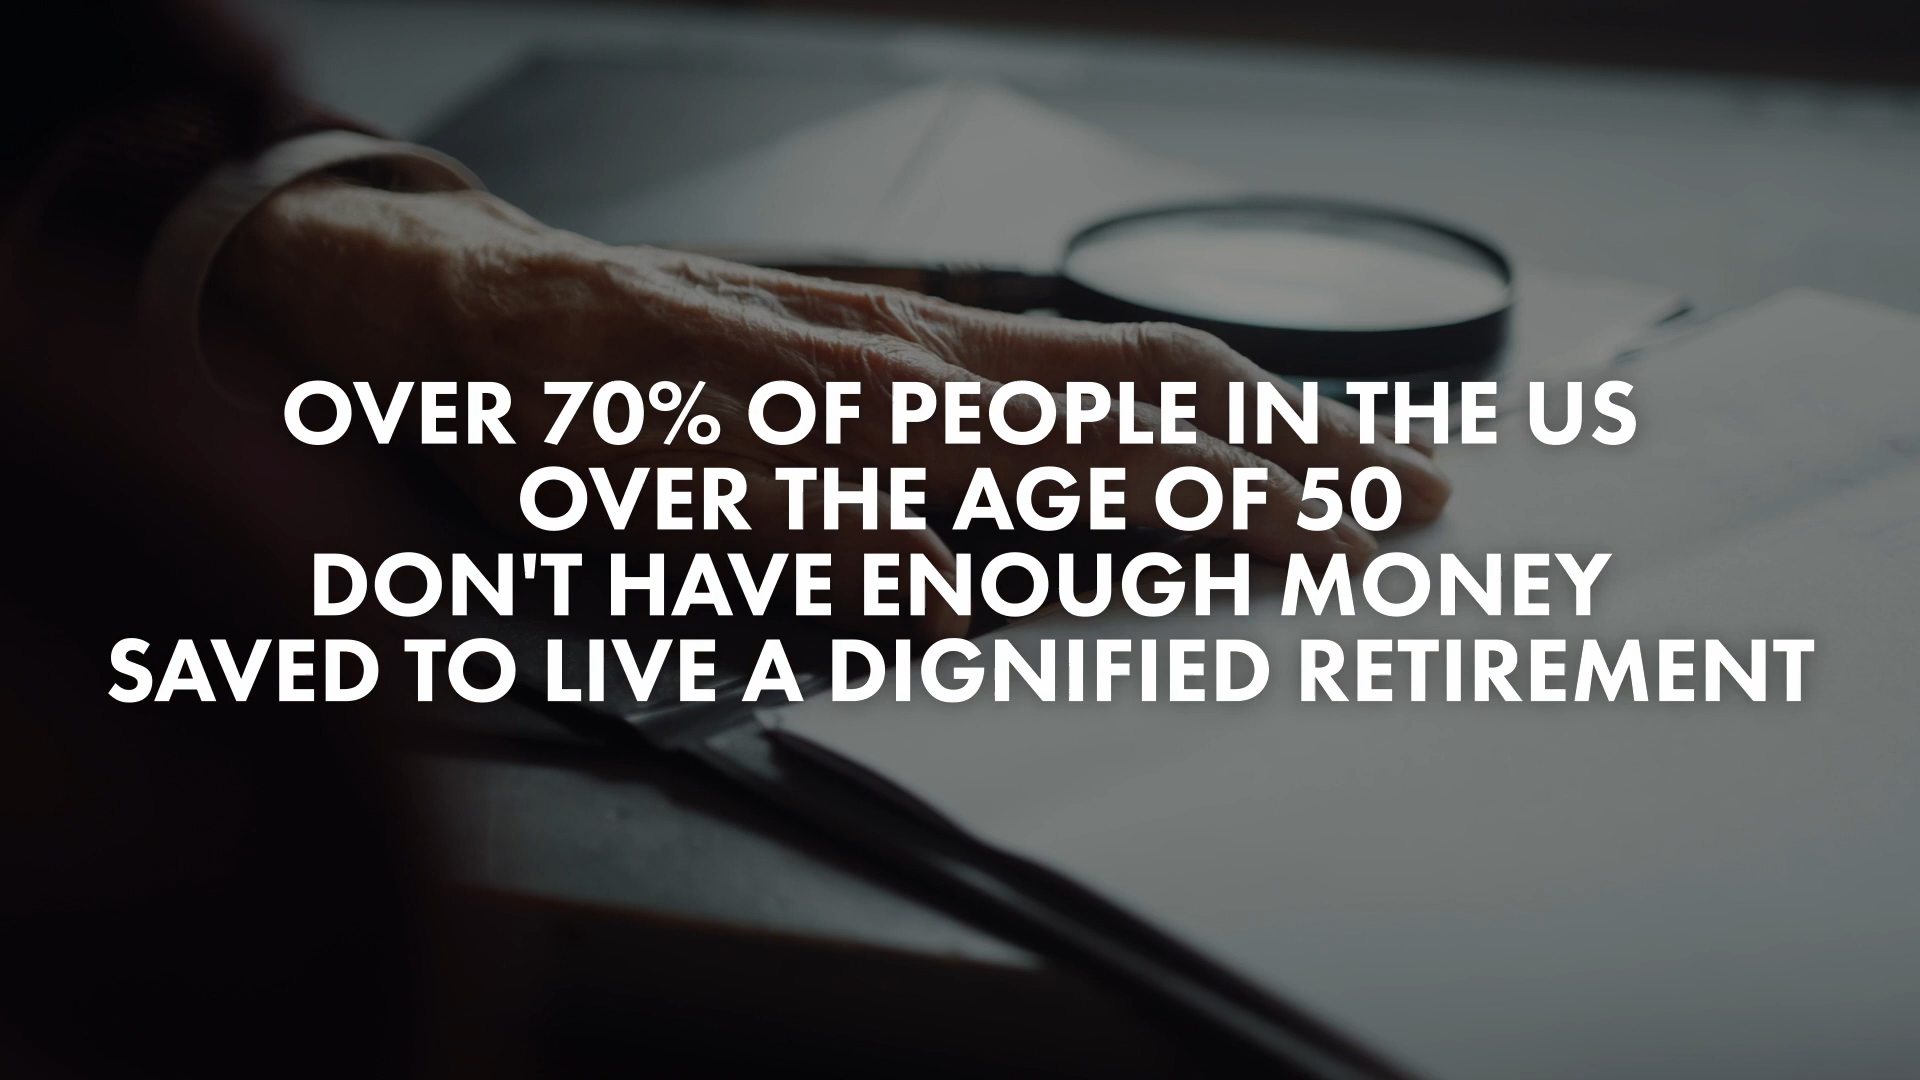 OVER 70% OF PEOPLE IN THE US
OVER THE AGE OF 50
DON'T HAVE ENOUGH MONEY
SAVED TO LIVE A DIGNIFIED RETIREMENT